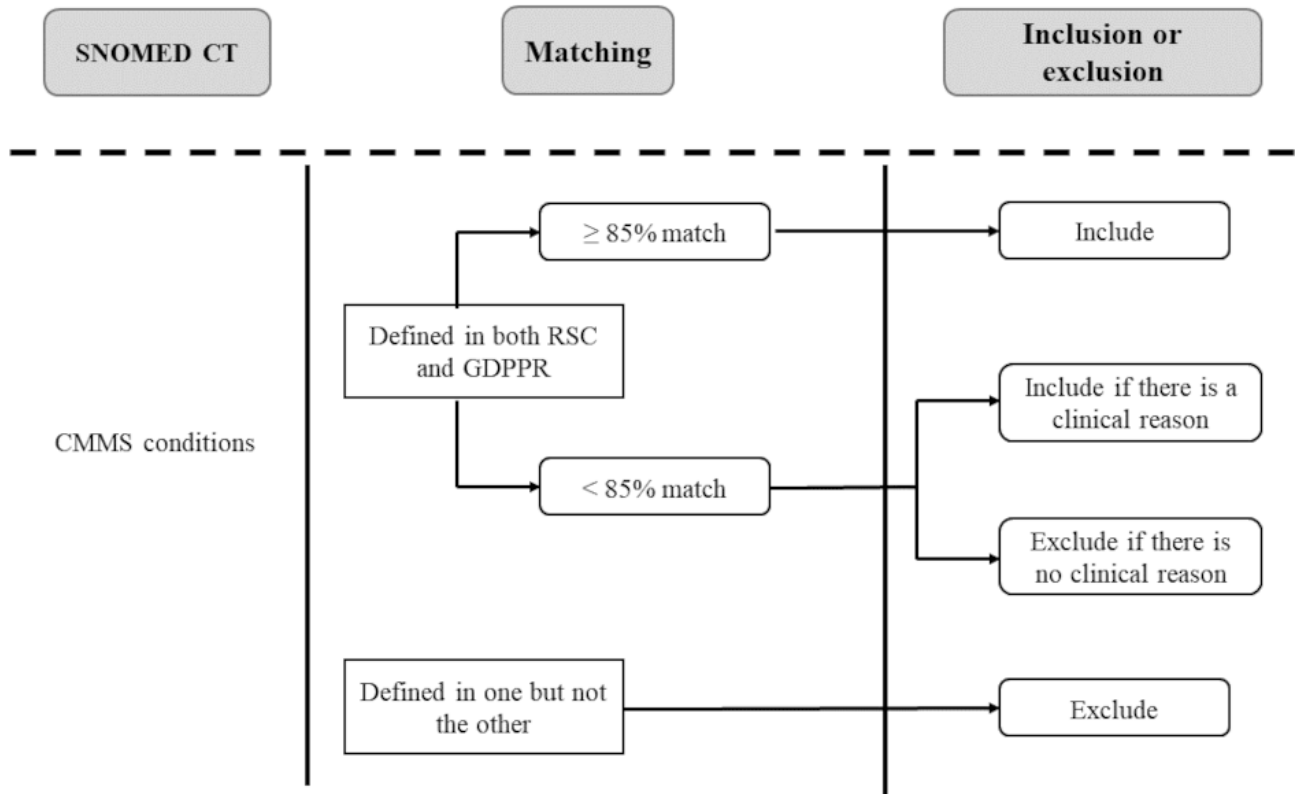 SNOMED CT
Matching
Inclusion or
exclusion
≥ 85% match
Include
Defined in both RSC
and GDPPR
Include if there is a
clinical reason
CMMS conditions
< 85% match
Exclude if there is
no clinical reason
Defined in one but not
the other
Exclude